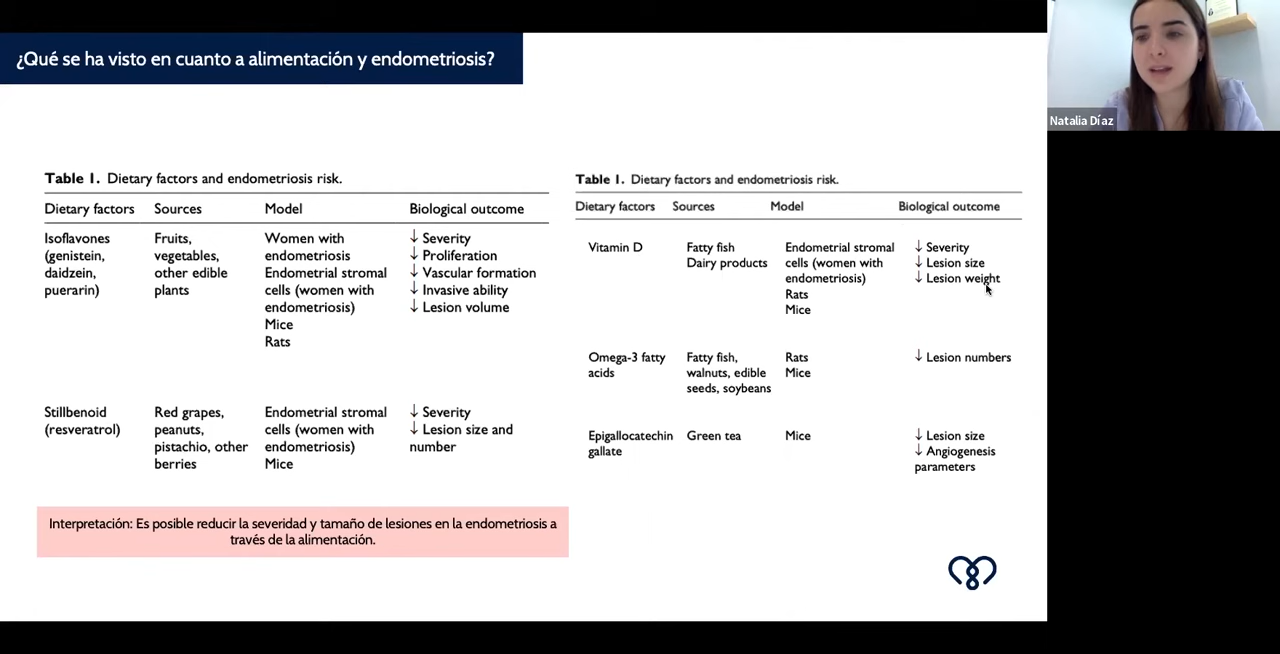 ¿Qué se ha visto en cuanto a alimentación y endometriosis?
Natalia Díaz
Table 1. Dietary factors and endometriosis risk.
Dietary factors Sources Model Biological outcome
Isoflavones Fruits, Women with ↓ Severity
(genistein, vegetables, endometriosis ↓ Proliferation
daidzein, other edible Endometrial stromal ↓ Vascular formation
puerarin) plants cells (women with ↓ Invasive ability
endometriosis) ↓ Lesion volume
Mice
Rats
Stillbenoid Red grapes, Endometrial stromal ↓ Severity
(resveratrol) peanuts, cells (women with ↓ Lesion size and
pistachio, other endometriosis) number
berries Mice
Table 1. Dietary factors and endometriosis risk.
Dietary factors Sources Model Biological outcome
Vitamin D Fatty fish Endometrial stromal ↓ Severity
Dairy products cells (women with ↓ Lesion size
endometriosis) ↓ Lesion weight
Rats
Mice
Omega-3 fatty Fatty fish, Rats ↓ Lesion numbers
acids walnuts, edible Mice
seeds, soybeans
Epigallocatechin Green tea Mice ↓ Lesion size
gallate ↓ Angiogenesis
parameters
Interpretación: Es posible reducir la severidad y tamaño de lesiones en la endometriosis a
través de la alimentación.